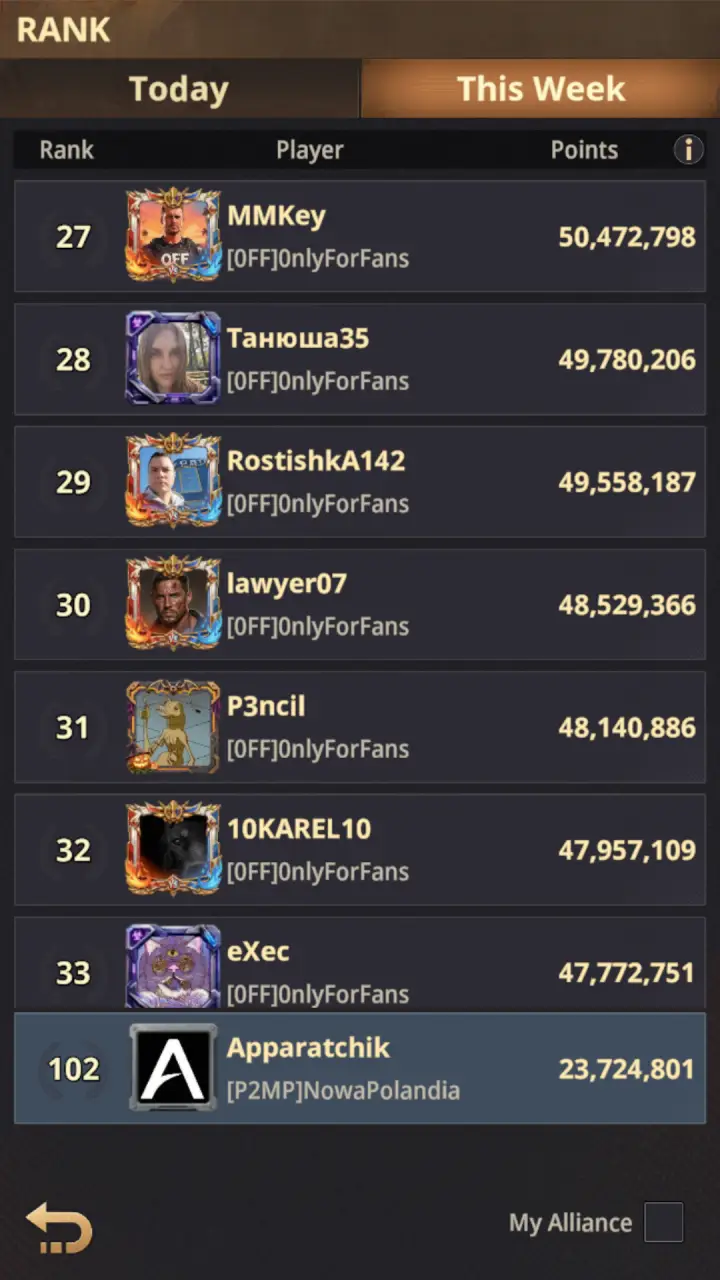 RANK
Today
This Week
Rank
Player
Points
27
MMKey
[0FF]0nlyForFans
50,472,798
OFF
28
Танюша35
[0FF]0nlyForFans
49,780,206
29
RostishkA142
[0FF]0nlyForFans
49,558,187
30
lawyer07
[0FF]0nlyForFans
48,529,366
31
P3ncil
[0FF]0nlyForFans
48,140,886
32
10KAREL10
[0FF]0nlyForFans
47,957,109
33
eXec
[0FF]0nlyForFans
47,772,751
102
Apparatchik
[P2MP]NowaPolandia
23,724,801
My Alliance